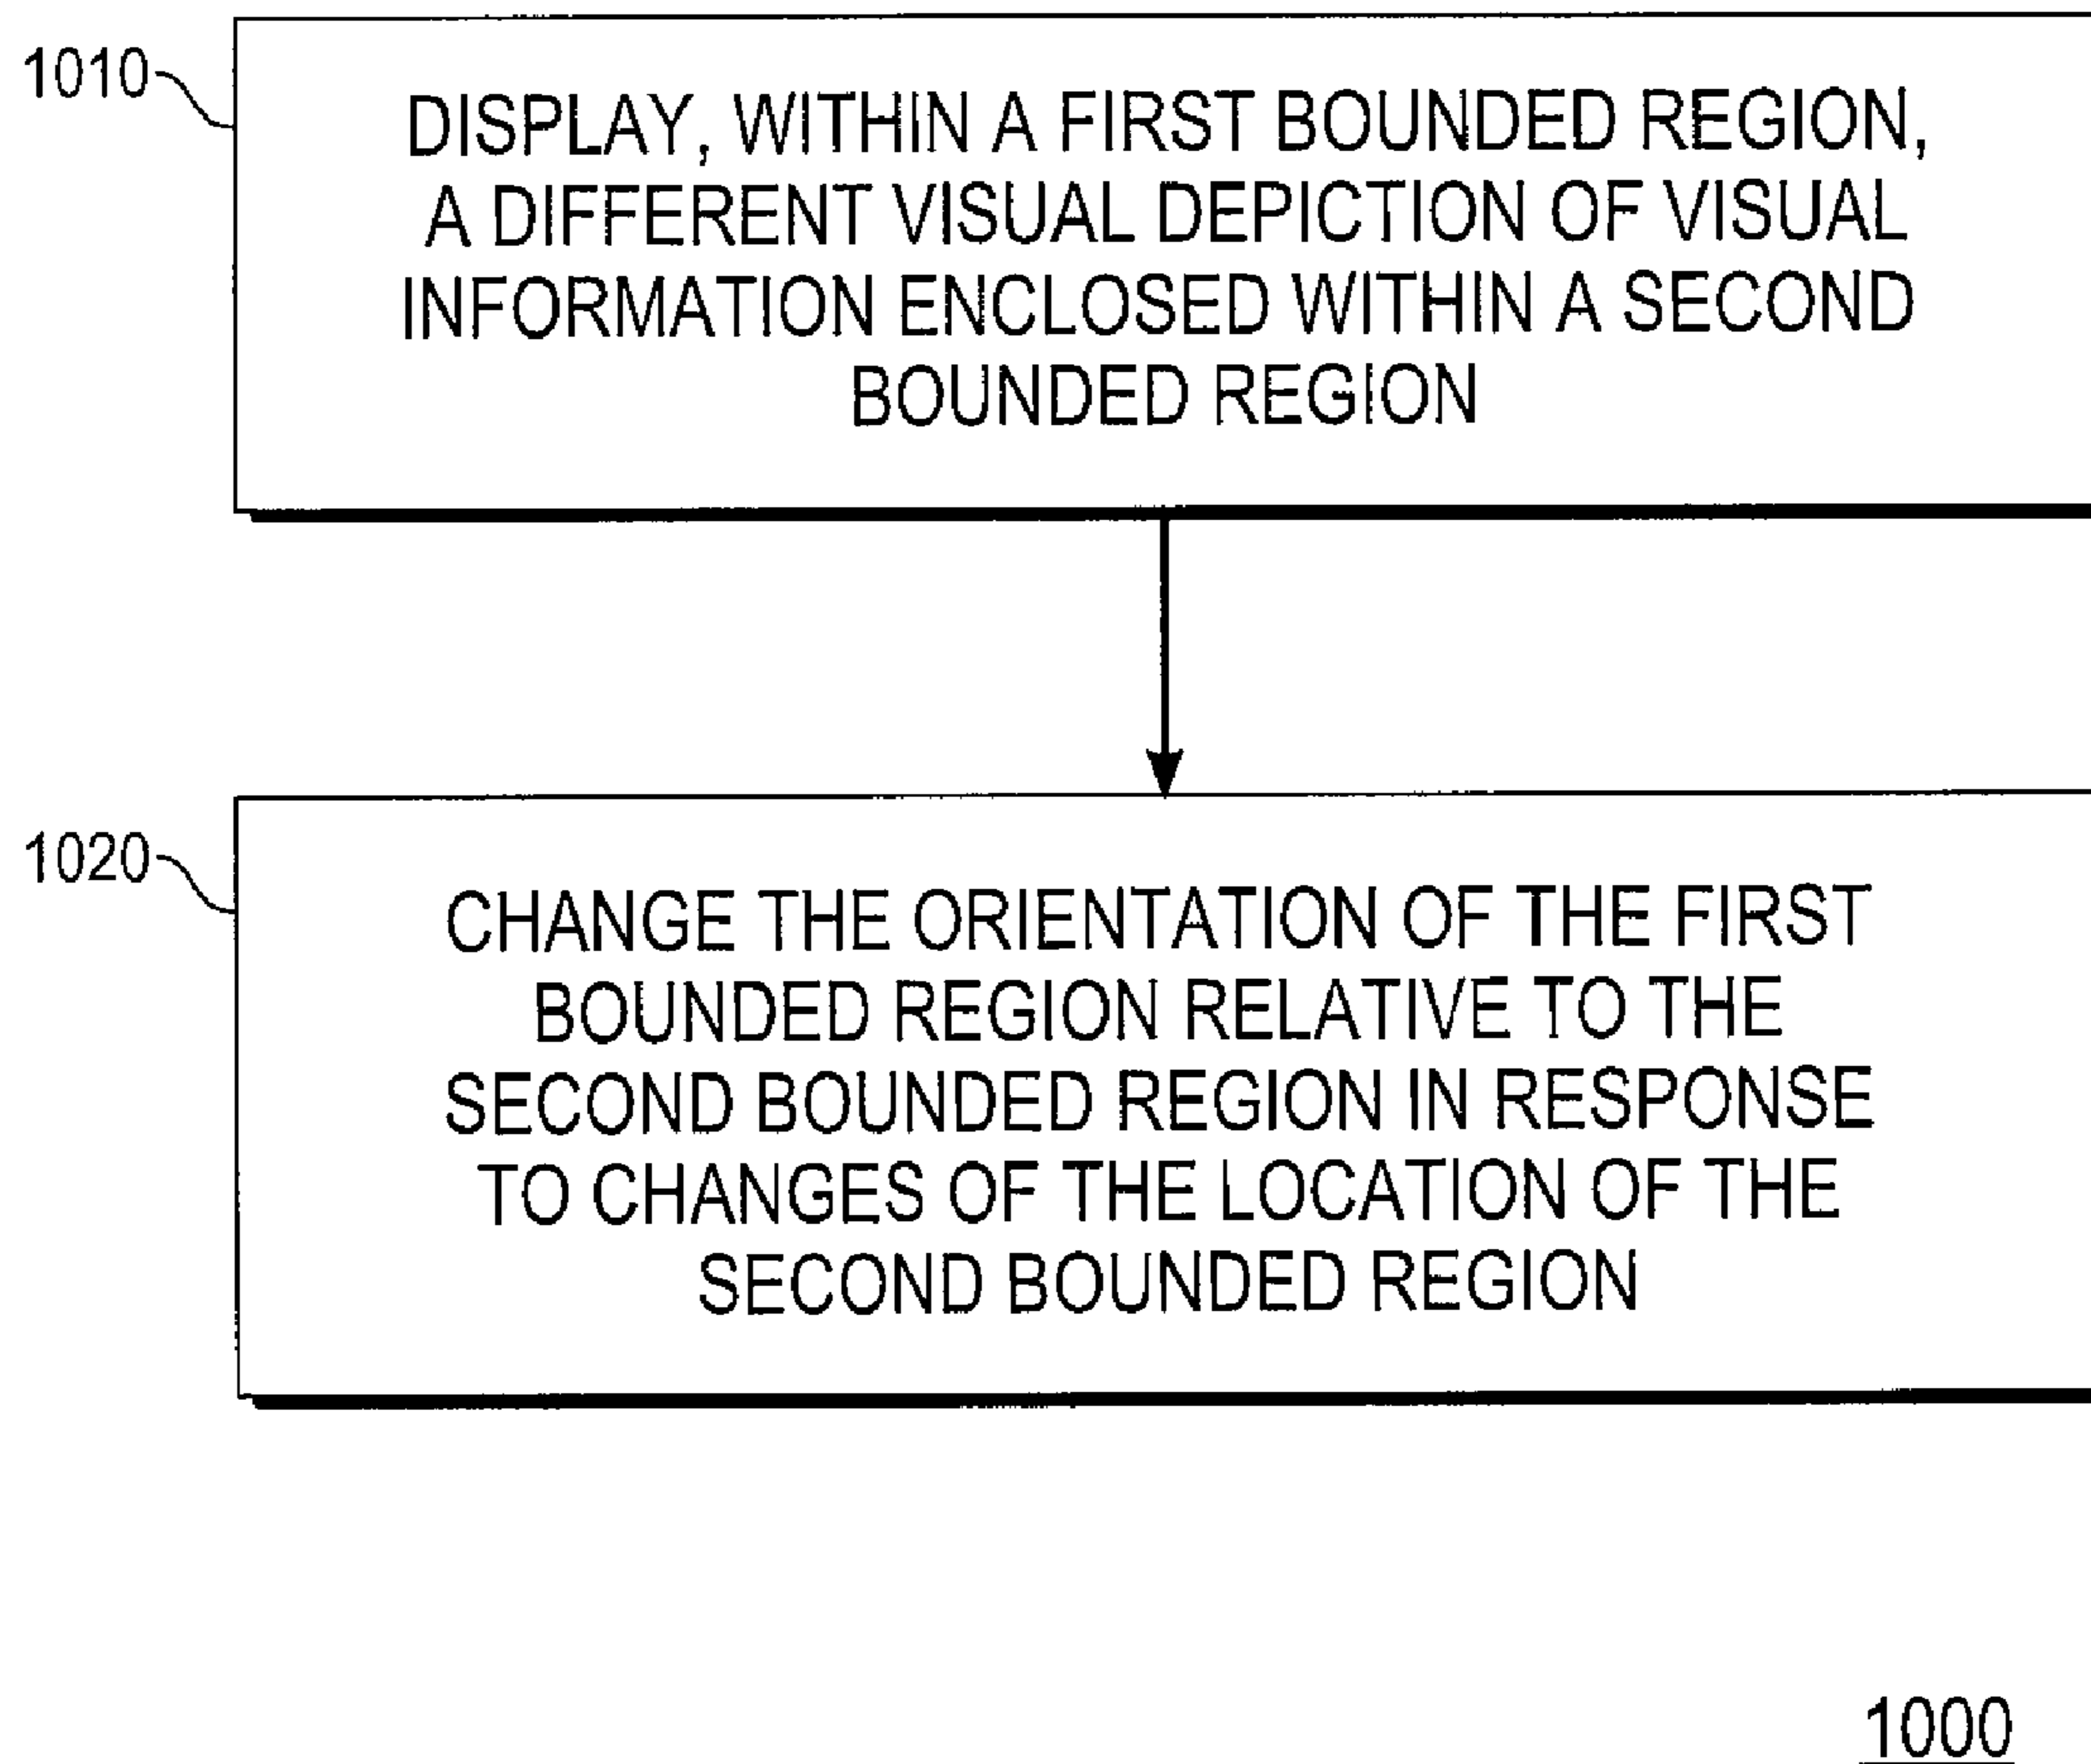 1010
DISPLAY, WITHIN A FIRST BOUNDED REGION,
A DIFFERENT VISUAL DEPICTION OF VISUAL
INFORMATION ENCLOSED WITHIN A SECOND
BOUNDED REGION
1020
CHANGE THE ORIENTATION OF THE FIRST
BOUNDED REGION RELATIVE TO THE
SECOND BOUNDED REGION IN RESPONSE
TO CHANGES OF THE LOCATION OF THE
SECOND BOUNDED REGION
1000